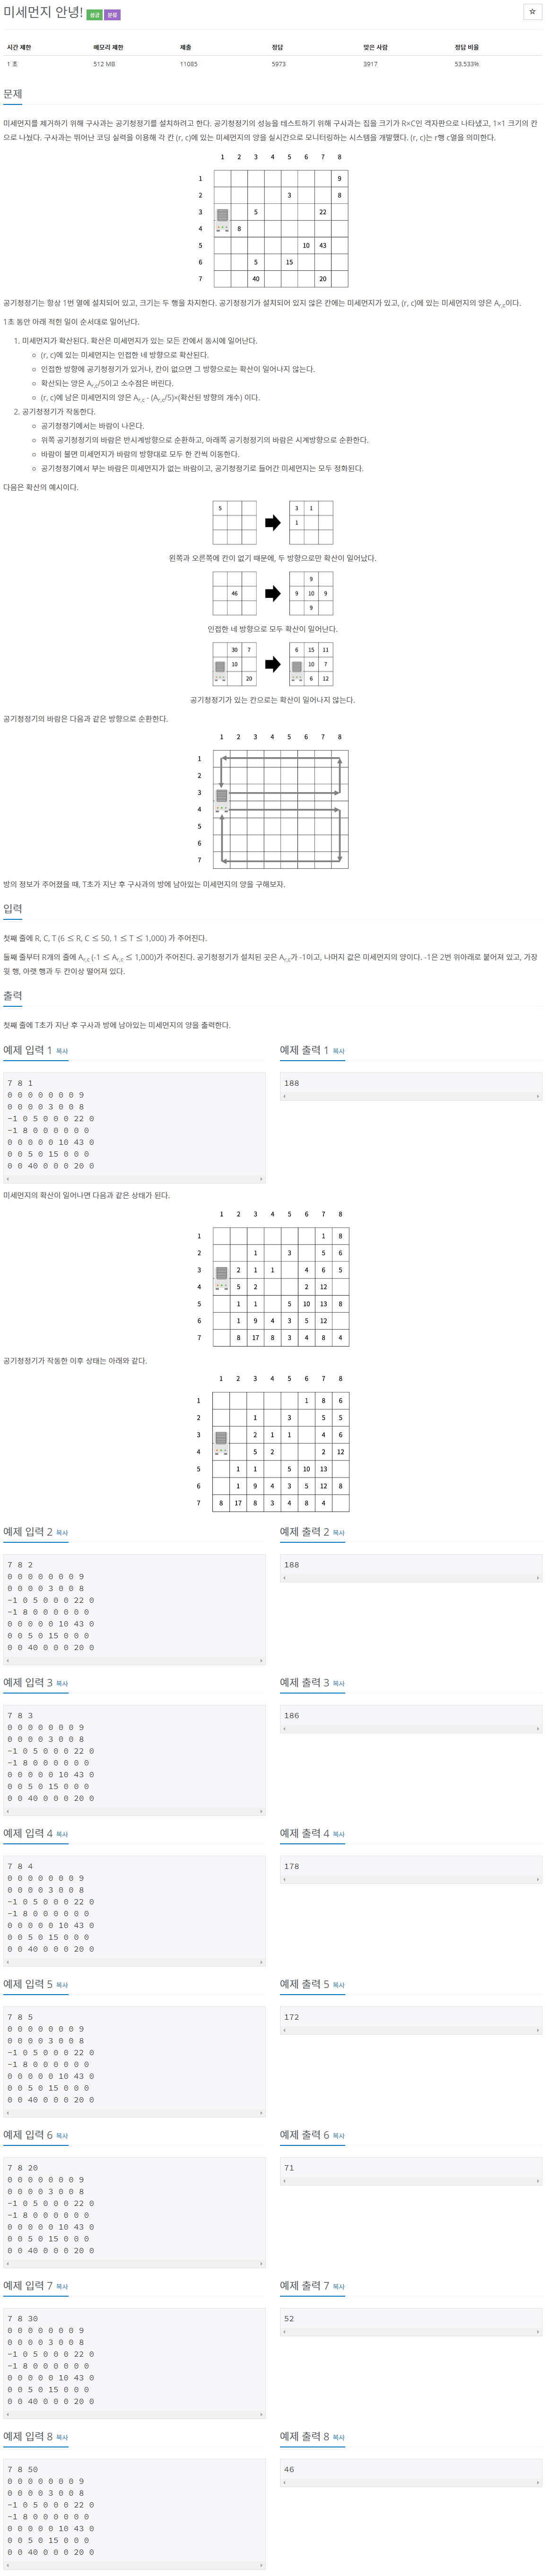 미세먼지 안녕! 성공 분류
☆
시간 제한 메모리 제한 제출 정답 맞은 사람 정답 비율
1 초 512 MB 11085 5973 3917 53.533%
문제
미세먼지를 제거하기 위해 구사과는 공기청정기를 설치하려고 한다. 공기청정기의 성능을 테스트하기 위해 구사과는 집을 크기가 R×C인 격자판으로 나타냈고, 1×1 크기의 칸
으로 나눴다. 구사과는 뛰어난 코딩 실력을 이용해 각 칸 (r, c)에 있는 미세먼지의 양을 실시간으로 모니터링하는 시스템을 개발했다. (r, c)는 r행 c열을 의미한다.
1 2 3 4 5 6 7 8
1 9
2 3 8
3 5 22
4 8
5 10 43
6 5 15
7 40 20
공기청정기는 항상 1번 열에 설치되어 있고, 크기는 두 행을 차지한다. 공기청정기가 설치되어 있지 않은 칸에는 미세먼지가 있고, (r, c)에 있는 미세먼지의 양은 Ar,c이다.
1초 동안 아래 적힌 일이 순서대로 일어난다.
1. 미세먼지가 확산된다. 확산은 미세먼지가 있는 모든 칸에서 동시에 일어난다.
(r, c)에 있는 미세먼지는 인접한 네 방향으로 확산된다.
인접한 방향에 공기청정기가 있거나, 칸이 없으면 그 방향으로는 확산이 일어나지 않는다.
확산되는 양은 Ar,c/5이고 소수점은 버린다.
(r, c)에 남은 미세먼지의 양은 Ar,c - (Ar,c/5)×(확산된 방향의 개수) 이다.
2. 공기청정기가 작동한다.
공기청정기에서는 바람이 나온다.
위쪽 공기청정기의 바람은 반시계방향으로 순환하고, 아래쪽 공기청정기의 바람은 시계방향으로 순환한다.
바람이 불면 미세먼지가 바람의 방향대로 모두 한 칸씩 이동한다.
공기청정기에서 부는 바람은 미세먼지가 없는 바람이고, 공기청정기로 들어간 미세먼지는 모두 정화된다.
다음은 확산의 예시이다.
5 3 1
1
왼쪽과 오른쪽에 칸이 없기 때문에, 두 방향으로만 확산이 일어났다.
9
46 9 10 9
9
인접한 네 방향으로 모두 확산이 일어난다.
30 7 6 15 11
10 10 7
20 6 12
공기청정기가 있는 칸으로는 확산이 일어나지 않는다.
공기청정기의 바람은 다음과 같은 방향으로 순환한다.
1 2 3 4 5 6 7 8
1
2
3
4
5
6
7
방의 정보가 주어졌을 때, T초가 지난 후 구사과의 방에 남아있는 미세먼지의 양을 구해보자.
입력
첫째 줄에 R, C, T (6 ≤ R, C ≤ 50, 1 ≤ T ≤ 1,000) 가 주어진다.
둘째 줄부터 R개의 줄에 Ar,c (-1 ≤ Ar,c ≤ 1,000)가 주어진다. 공기청정기가 설치된 곳은 Ar,c가 -1이고, 나머지 값은 미세먼지의 양이다. -1은 2번 위아래로 붙어져 있고, 가장
윗 행, 아랫 행과 두 칸이상 떨어져 있다.
출력
첫째 줄에 T초가 지난 후 구사과 방에 남아있는 미세먼지의 양을 출력한다.
예제 입력 1 복사
7 8 1
0 0 0 0 0 0 0 9
0 0 0 0 3 0 0 8
-1 0 5 0 0 0 22 0
-1 8 0 0 0 0 0 0
0 0 0 0 0 10 43 0
0 0 5 0 15 0 0 0
0 0 40 0 0 0 20 0
예제 출력 1 복사
188
미세먼지의 확산이 일어나면 다음과 같은 상태가 된다.
1 2 3 4 5 6 7 8
1 1 8
2 1 3 5 6
3 2 1 1 4 6 5
4 5 2 2 12
5 1 1 5 10 13 8
6 1 9 4 3 5 12
7 8 17 8 3 4 8 4
공기청정기가 작동한 이후 상태는 아래와 같다.
1 2 3 4 5 6 7 8
1 1 8 6
2 1 3 5 5
3 2 1 1 4 6
4 5 2 2 12
5 1 1 5 10 13
6 1 9 4 3 5 12 8
7 8 17 8 3 4 8 4
예제 입력 2 복사
7 8 2
0 0 0 0 0 0 0 9
0 0 0 0 3 0 0 8
-1 0 5 0 0 0 22 0
-1 8 0 0 0 0 0 0
0 0 0 0 0 10 43 0
0 0 5 0 15 0 0 0
0 0 40 0 0 0 20 0
예제 출력 2 복사
188
예제 입력 3 복사
7 8 3
0 0 0 0 0 0 0 9
0 0 0 0 3 0 0 8
-1 0 5 0 0 0 22 0
-1 8 0 0 0 0 0 0
0 0 0 0 0 10 43 0
0 0 5 0 15 0 0 0
0 0 40 0 0 0 20 0
예제 출력 3 복사
186
예제 입력 4 복사
7 8 4
0 0 0 0 0 0 0 9
0 0 0 0 3 0 0 8
-1 0 5 0 0 0 22 0
-1 8 0 0 0 0 0 0
0 0 0 0 0 10 43 0
0 0 5 0 15 0 0 0
0 0 40 0 0 0 20 0
예제 출력 4 복사
178
예제 입력 5 복사
7 8 5
0 0 0 0 0 0 0 9
0 0 0 0 3 0 0 8
-1 0 5 0 0 0 22 0
-1 8 0 0 0 0 0 0
0 0 0 0 0 10 43 0
0 0 5 0 15 0 0 0
0 0 40 0 0 0 20 0
예제 출력 5 복사
172
예제 입력 6 복사
7 8 20
0 0 0 0 0 0 0 9
0 0 0 0 3 0 0 8
-1 0 5 0 0 0 22 0
-1 8 0 0 0 0 0 0
0 0 0 0 0 10 43 0
0 0 5 0 15 0 0 0
0 0 40 0 0 0 20 0
예제 출력 6 복사
71
예제 입력 7 복사
7 8 30
0 0 0 0 0 0 0 9
0 0 0 0 3 0 0 8
-1 0 5 0 0 0 22 0
-1 8 0 0 0 0 0 0
0 0 0 0 0 10 43 0
0 0 5 0 15 0 0 0
0 0 40 0 0 0 20 0
예제 출력 7 복사
52
예제 입력 8 복사
7 8 50
0 0 0 0 0 0 0 9
0 0 0 0 3 0 0 8
-1 0 5 0 0 0 22 0
-1 8 0 0 0 0 0 0
0 0 0 0 0 10 43 0
0 0 5 0 15 0 0 0
0 0 40 0 0 0 20 0
예제 출력 8 복사
46